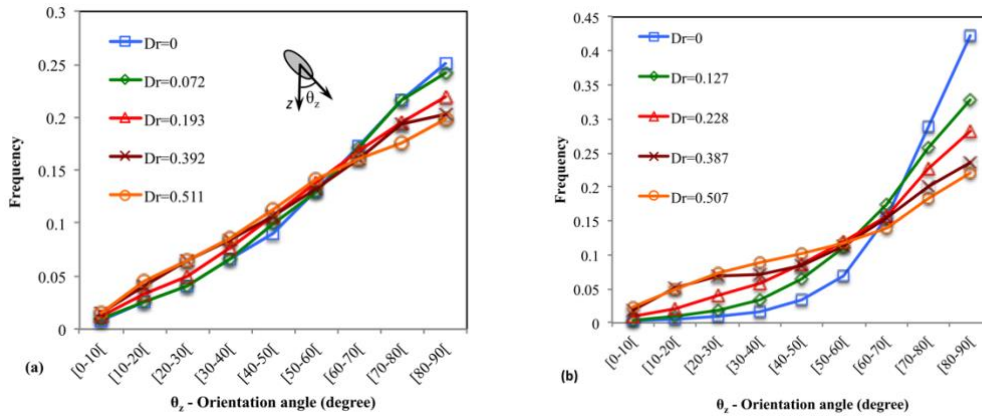 0.3
0.25
0.2
0.15
0.1
0.05
0
Frequency
Dr=0
Dr=0.072
Dr=0.193
Dr=0.392
Dr=0.511
z
θz
[0-10[
[10-20[
[20-30[
[30-40[
[40-50[
[50-60[
[60-70[
[70-80[
[80-90[
(a)
θz - Orientation angle (degree)
0.45
0.4
0.35
0.3
0.25
0.2
0.15
0.1
0.05
0
Frequency
Dr=0
Dr=0.127
Dr=0.228
Dr=0.387
Dr=0.507
[0-10[
[10-20[
[20-30[
[30-40[
[40-50[
[50-60[
[60-70[
[70-80[
[80-90[
(b)
θz - Orientation angle (degree)